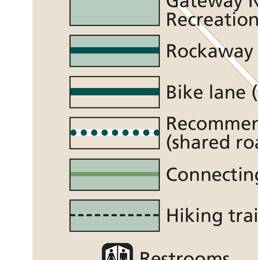 Gateway N
Recreation
Rockaway
Bike lane (
Recommen
(shared roa
Connecting
Hiking trai
Restrooms